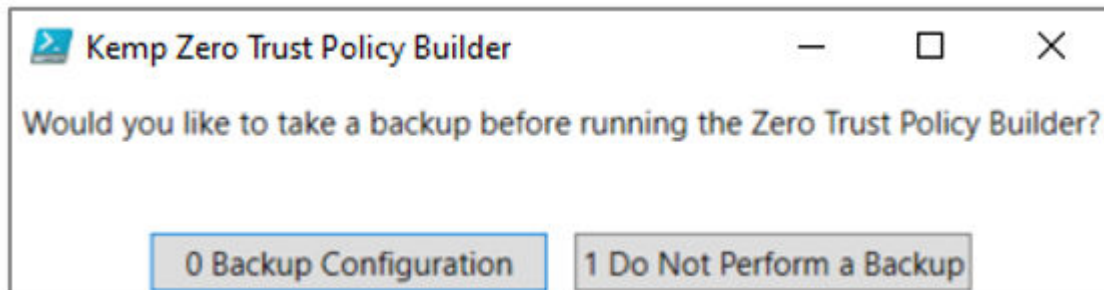 Kemp Zero Trust Policy Builder
Would you like to take a backup before running the Zero Trust Policy Builder?
0 Backup Configuration 1 Do Not Perform a Backup